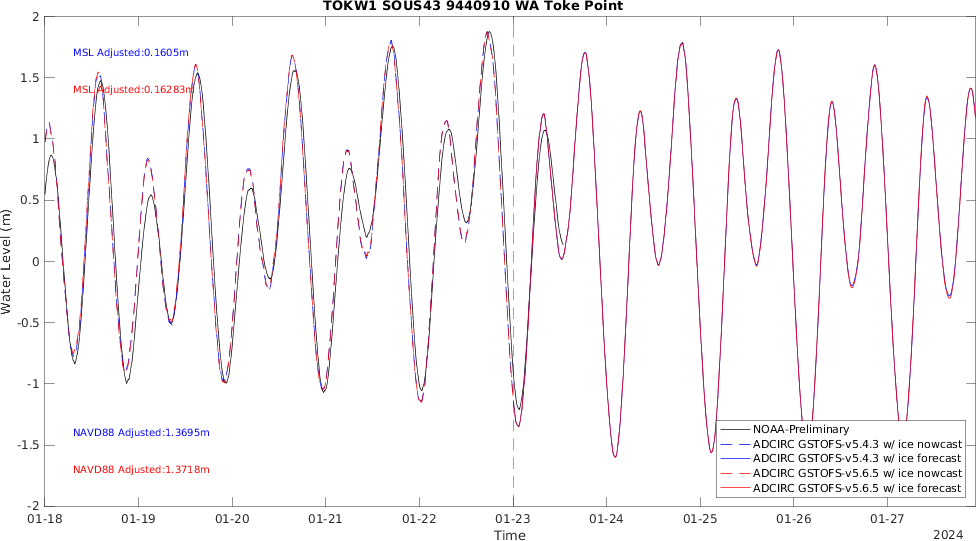 TOKW1 SOUS43 9440910 WA Toke Point
Water Level (m)
2
1.5
1
0.5
0
-0.5
-1
-1.5
-2
MSL Adjusted:0.1605m
MSL Adjusted:0.16283m
NAVD88 Adjusted:1.3695m
NAVD88 Adjusted:1.3718m
NOAA-Preliminary
ADCIRC GSTOFS-v5.4.3 w/ ice nowcast
ADCIRC GSTOFS-v5.4.3 w/ ice forecast
ADCIRC GSTOFS-v5.6.5 w/ ice nowcast
ADCIRC GSTOFS-v5.6.5 w/ ice forecast
01-18 01-19 01-20 01-21 01-22 01-23 01-24 01-25 01-26 01-27
Time
2024